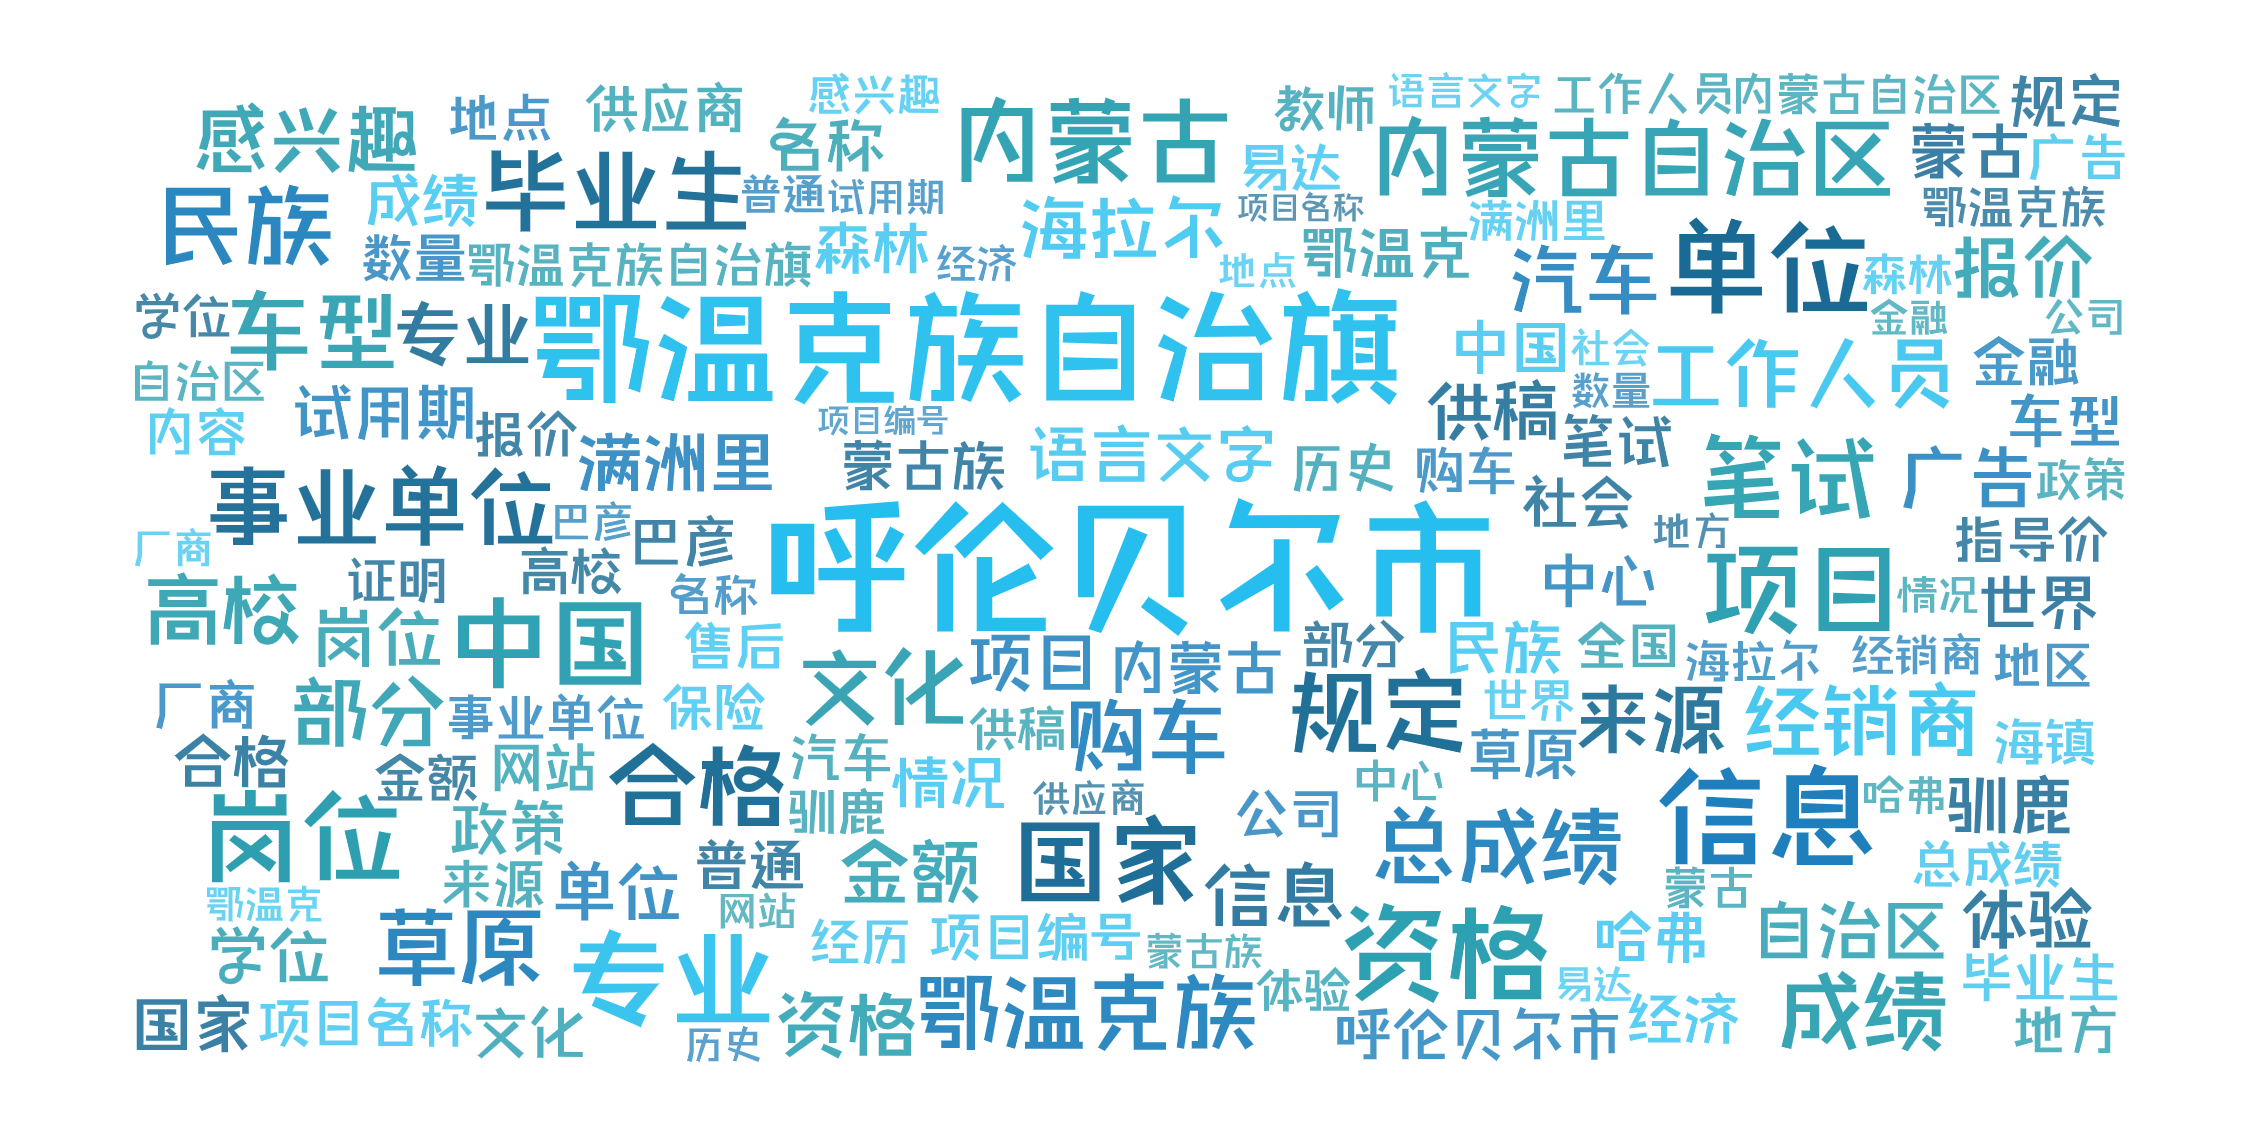 感兴趣
地点
供应商
感兴趣
名称
内蒙古
教师
语言文字
工作人员
内蒙古自治区
规定
内蒙古自治区
蒙古
广告
民族
成绩
毕业生
普通
试用期
易达
项目名称
满洲里
鄂温克族
数量
鄂温克族自治旗
森林
经济
海拉尔
地点
鄂温克
汽车
单位
森林
报价
学位
车型
专业
鄂温克族自治旗
中国
社会
金融
公司
自治区
工作人员
金融
内容
试用期
报价
满洲里
项目编号
蒙古族
语言文字
历史
供稿
购车
数量
笔试
笔试
车型
广告
政策
事业单位
巴彦
巴彦
呼伦贝尔市
社会
地方
指导价
厂商
高校
证明
高校
名称
中心
项目
情况
世界
岗位
中国
售后
文化
项目
内蒙古
部分
民族
全国
海拉尔
经销商
地区
厂商
部分
事业单位
保险
供稿
购车
规定
世界
来源
经销商
海镇
合格
金额
网站
合格
汽车
情况
草原
中心
岗位
政策
驯鹿
供应商
公司
总成绩
信息
哈弗
驯鹿
来源
单位
普通
金额
国家
信息
蒙古
总成绩
鄂温克
网站
学位
草原
专业
经历
项目编号
蒙古族
资格
哈弗
自治区
体验
体验
易达
毕业生
国家
项目名称
文化
历史
资格
鄂温克族
呼伦贝尔市
经济
成绩
地方